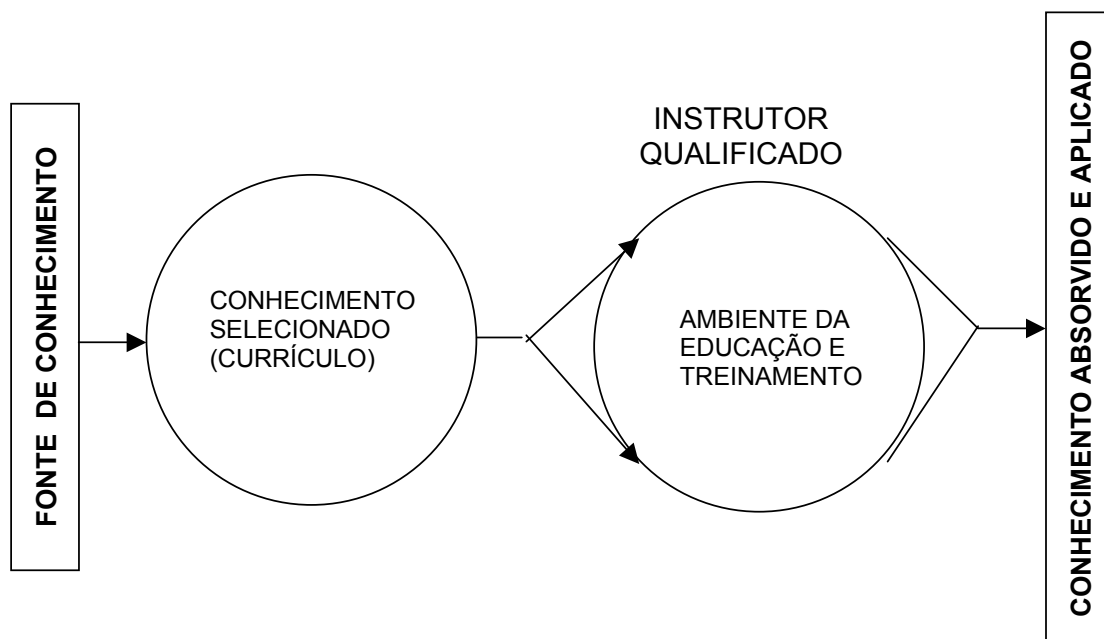 FONTE DE CONHECIMENTO
CONHECIMENTO
SELECIONADO
(CURRÍCULO)
INSTRUTOR
QUALIFICADO
AMBIENTE DA
EDUCAÇÃO E
TREINAMENTO
CONHECIMENTO ABSORVIDO E APLICADO